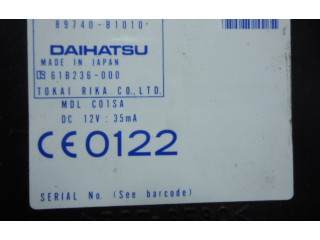 89740-B1010
DAIHATSU
MADE IN JAPAN
61B236-000
TOKAI RIKA CO.,LTD.
MDL C01SA
DC 12V: 35mA
CE0122
SERIAL No. (See barcode)